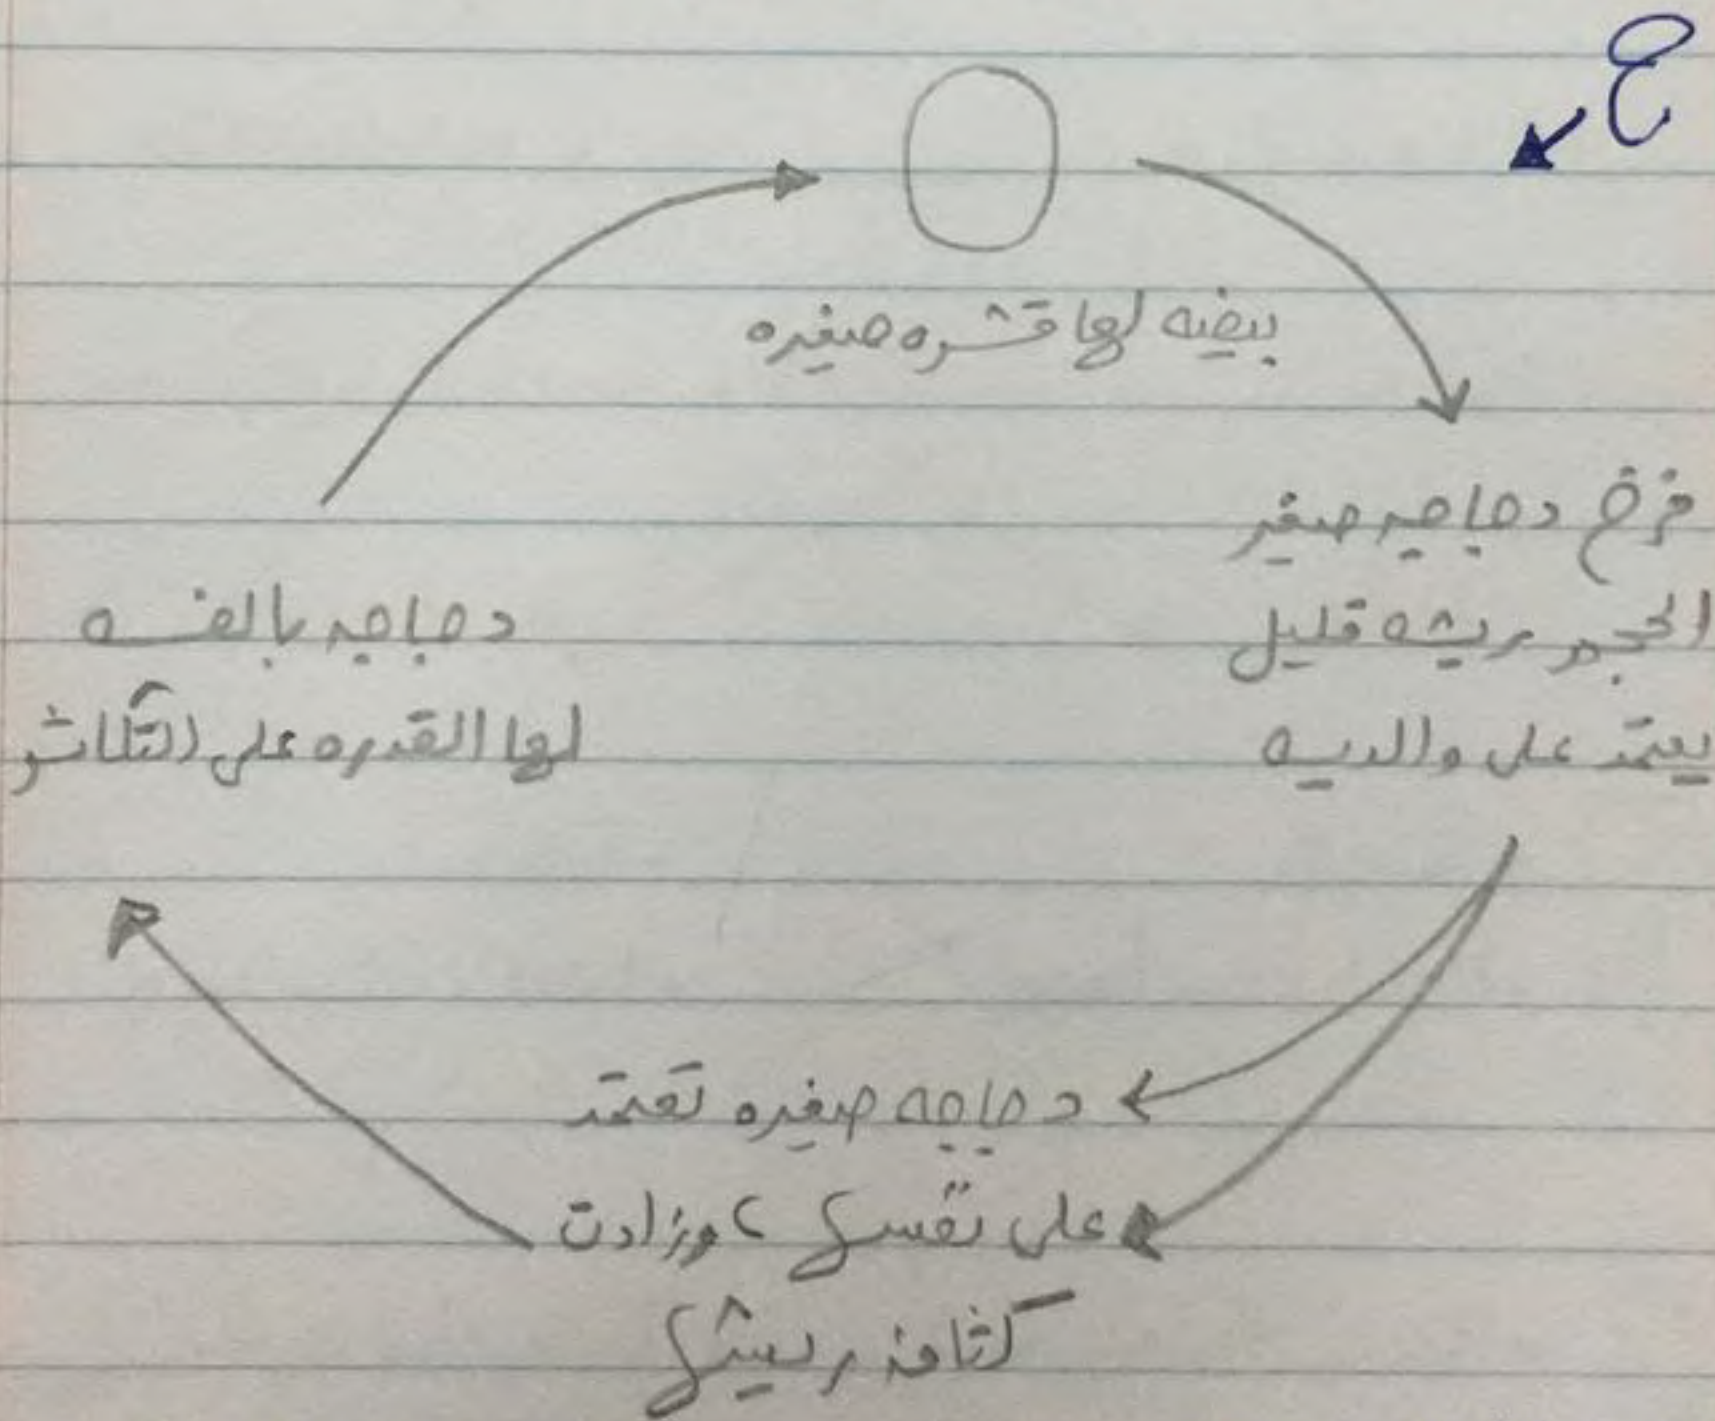 ج
بيضه لها قشره صغيره
فرخ دجاجه صغير
الحجم ريشه قليل
يعتمد على والديه
دجاجه صغيره تعتمد
على نفسها، وزادت
كثافة ريشها
دجاجه بالغه
لها القدره على التكاثر